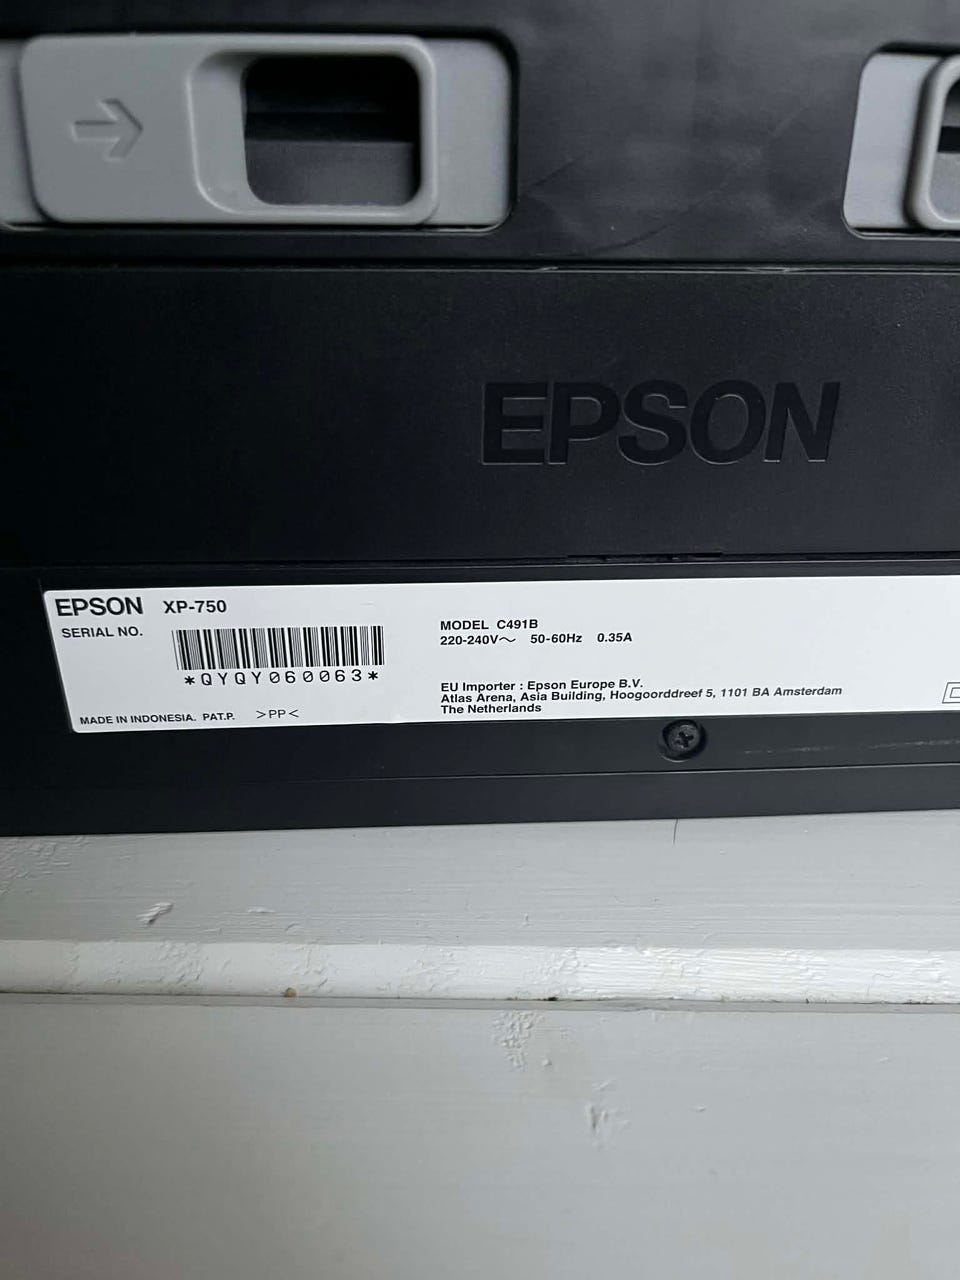 EPSON
EPSON XP-750
SERIAL NO.
*QYQY060063*
MADE IN INDONESIA. PAT.P. >PP<
MODEL C491B
220-240V～ 50-60Hz 0.35A
EU Importer : Epson Europe B.V.
Atlas Arena, Asia Building, Hoogoorddreef 5, 1101 BA Amsterdam
The Netherlands